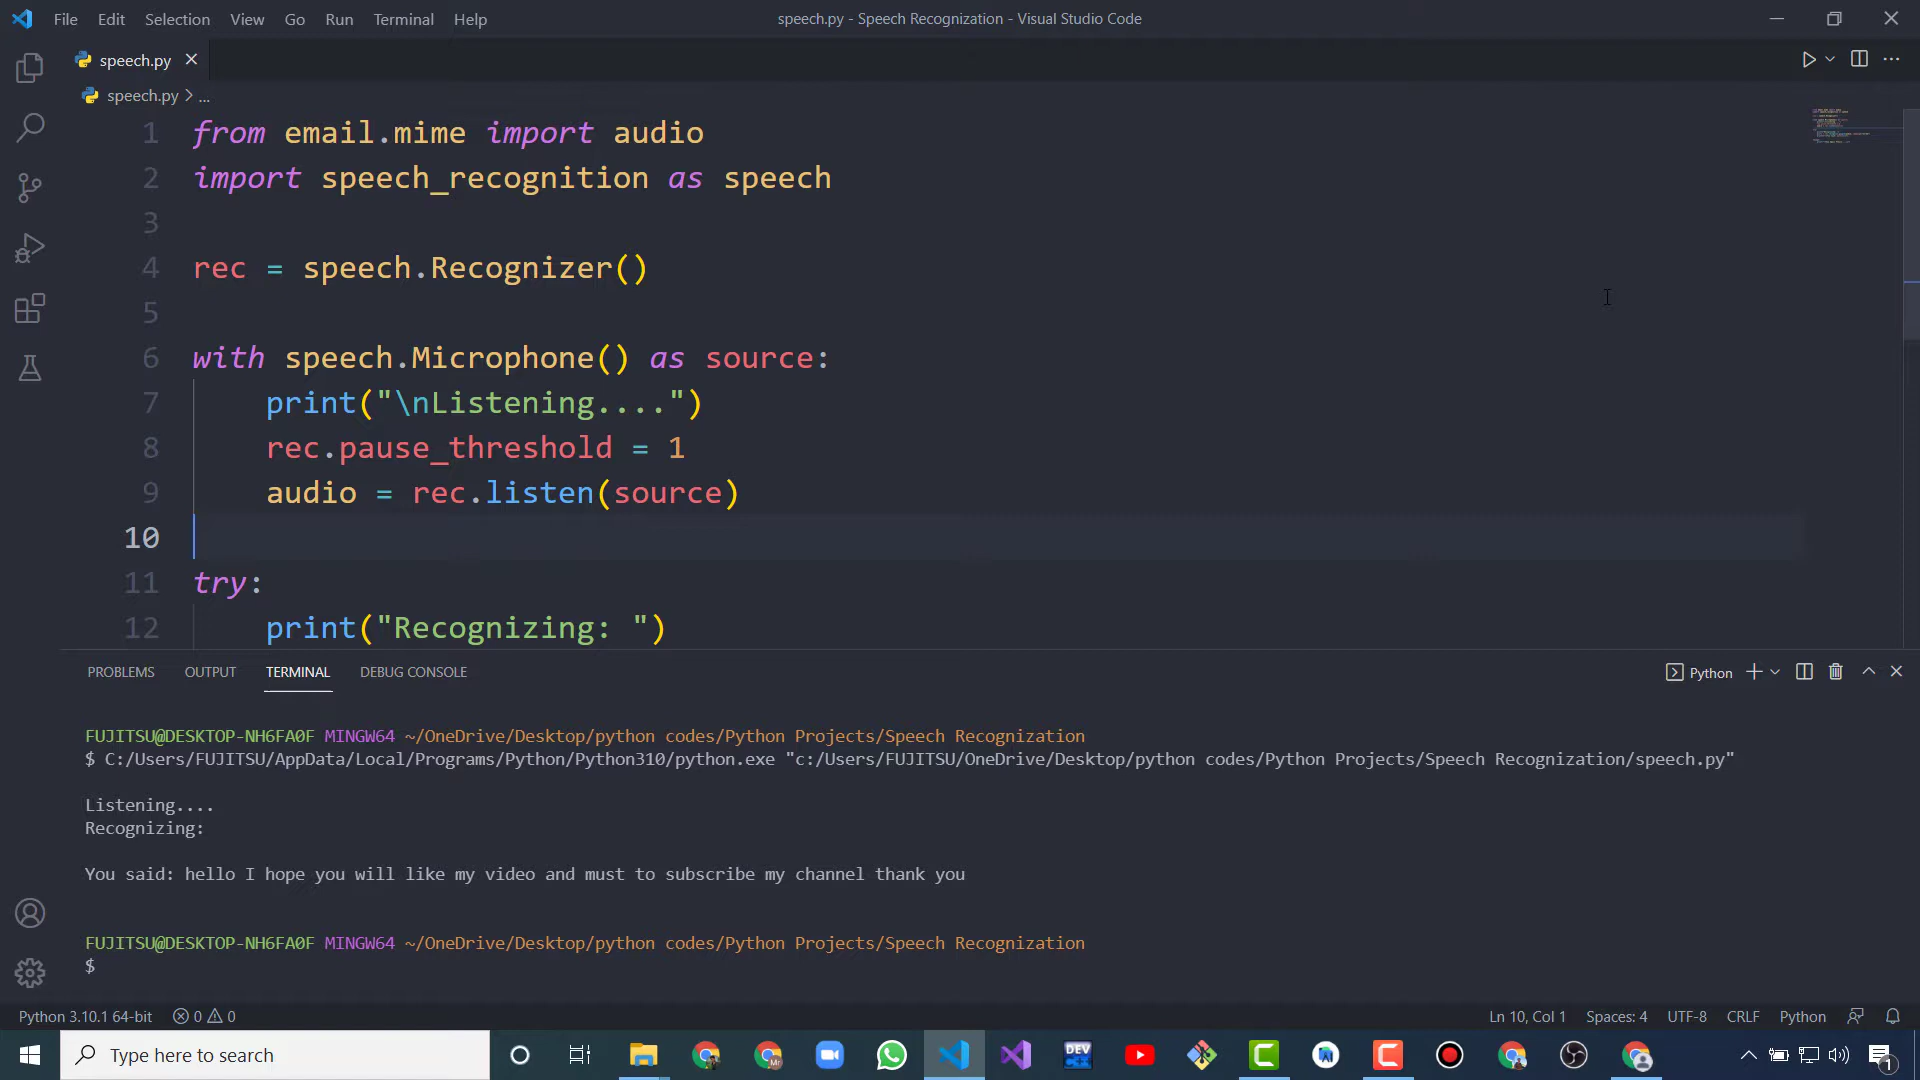 File Edit Selection View Go Run Terminal Help
speech.py - Speech Recognization - Visual Studio Code
speech.py
speech.py > ...
1 from email.mime import audio
2 import speech_recognition as speech
3
4 rec = speech.Recognizer()
5
6 with speech.Microphone() as source:
7 print("\nListening....")
8 rec.pause_threshold = 1
9 audio = rec.listen(source)
10
11 try:
12 print("Recognizing: ")
PROBLEMS OUTPUT TERMINAL DEBUG CONSOLE
Python
FUJITSU@DESKTOP-NH6FA0F MINGW64 ~/OneDrive/Desktop/python codes/Python Projects/Speech Recognization
$ C:/Users/FUJITSU/AppData/Local/Programs/Python/Python310/python.exe "c:/Users/FUJITSU/OneDrive/Desktop/python codes/Python Projects/Speech Recognization/speech.py"
Listening....
Recognizing:
You said: hello I hope you will like my video and must to subscribe my channel thank you
FUJITSU@DESKTOP-NH6FA0F MINGW64 ~/OneDrive/Desktop/python codes/Python Projects/Speech Recognization
$
Python 3.10.1 64-bit 0 0 Ln 10, Col 1 Spaces: 4 UTF-8 CRLF Python
Type here to search
DEV
1